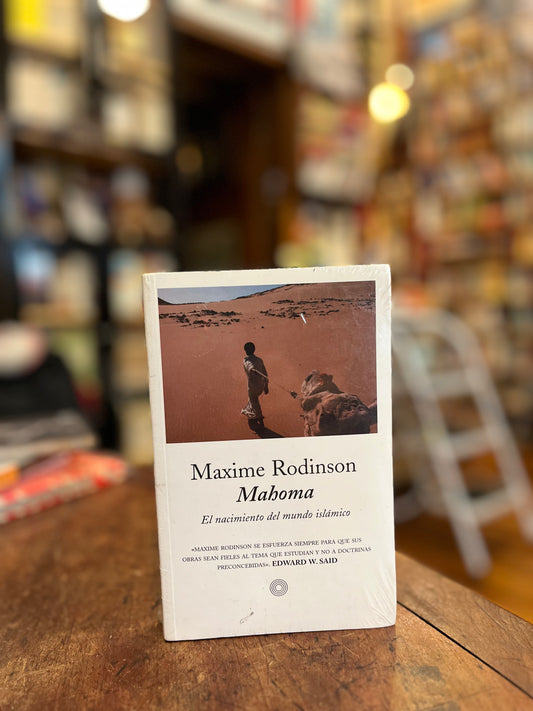 Maxime Rodinson
Mahoma
El nacimiento del mundo islámico
«MAXIME RODINSON SE ESFUERZA SIEMPRE PARA QUE SUS
OBRAS SEAN FIELES AL TEMA QUE ESTUDIAN Y NO A DOCTRINAS
PRECONCEBIDAS». EDWARD W. SAID